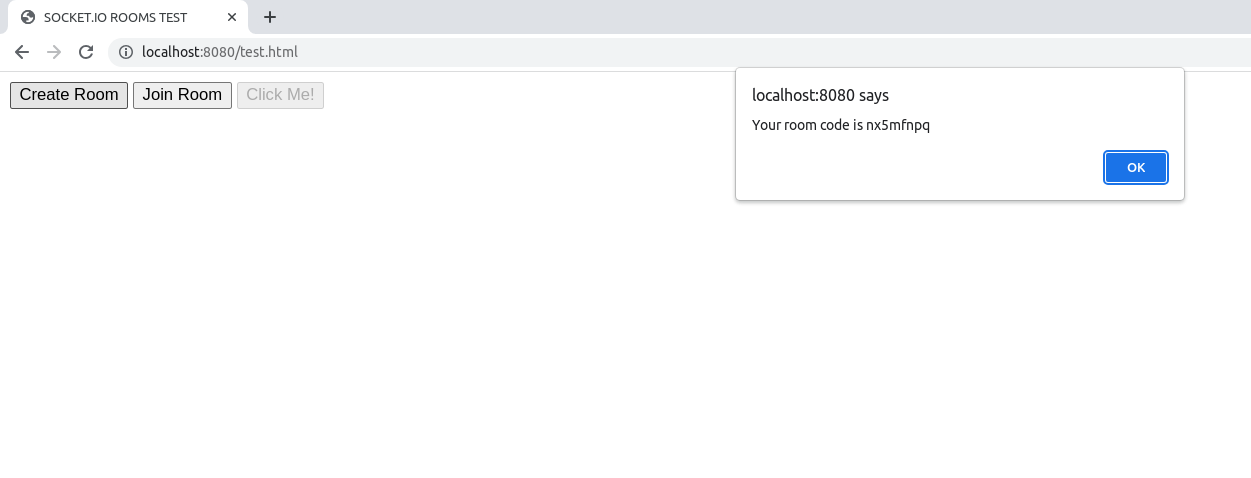 SOCKET.IO ROOMS TEST
localhost:8080/test.html
Create Room Join Room Click Me!
localhost:8080 says
Your room code is nx5mfnpq
OK